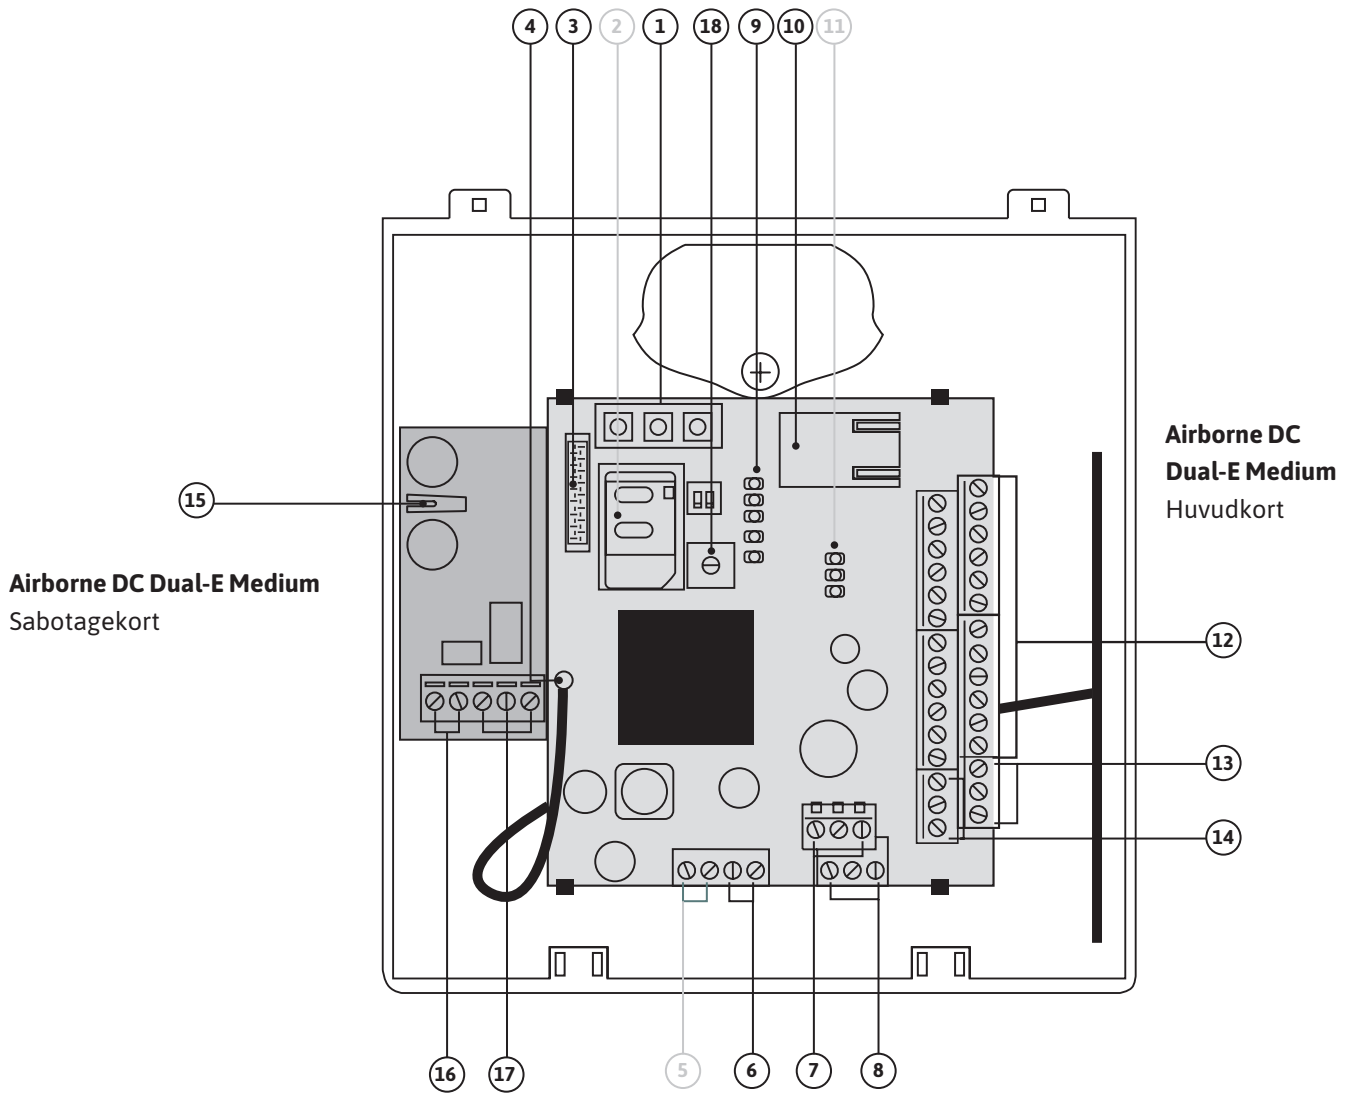 4 3 2 1 18 9 10 11
Airborne DC
Dual-E Medium
Huvudkort
15
Airborne DC Dual-E Medium
Sabotagekort
12
13
14
16 17 5 6 7 8